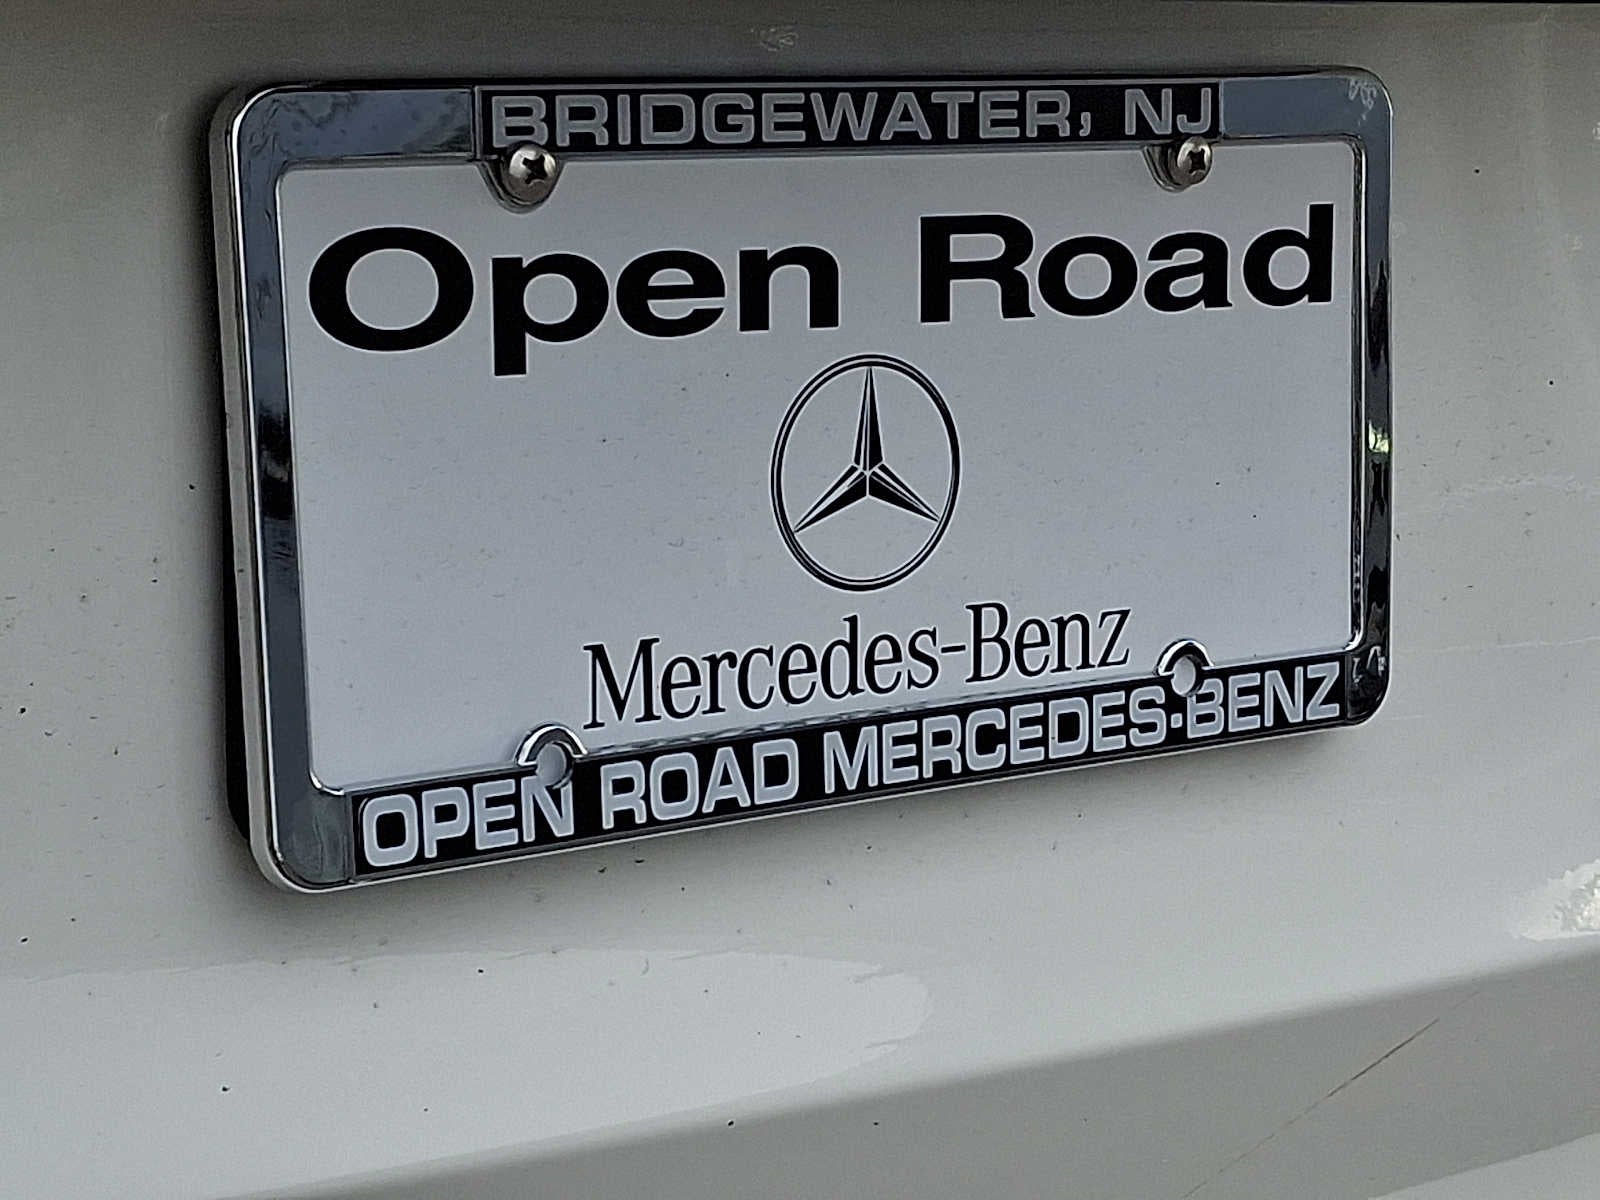 BRIDGEWATER, NJ
Open Road
Mercedes-Benz
OPEN ROAD MERCEDES-BENZ